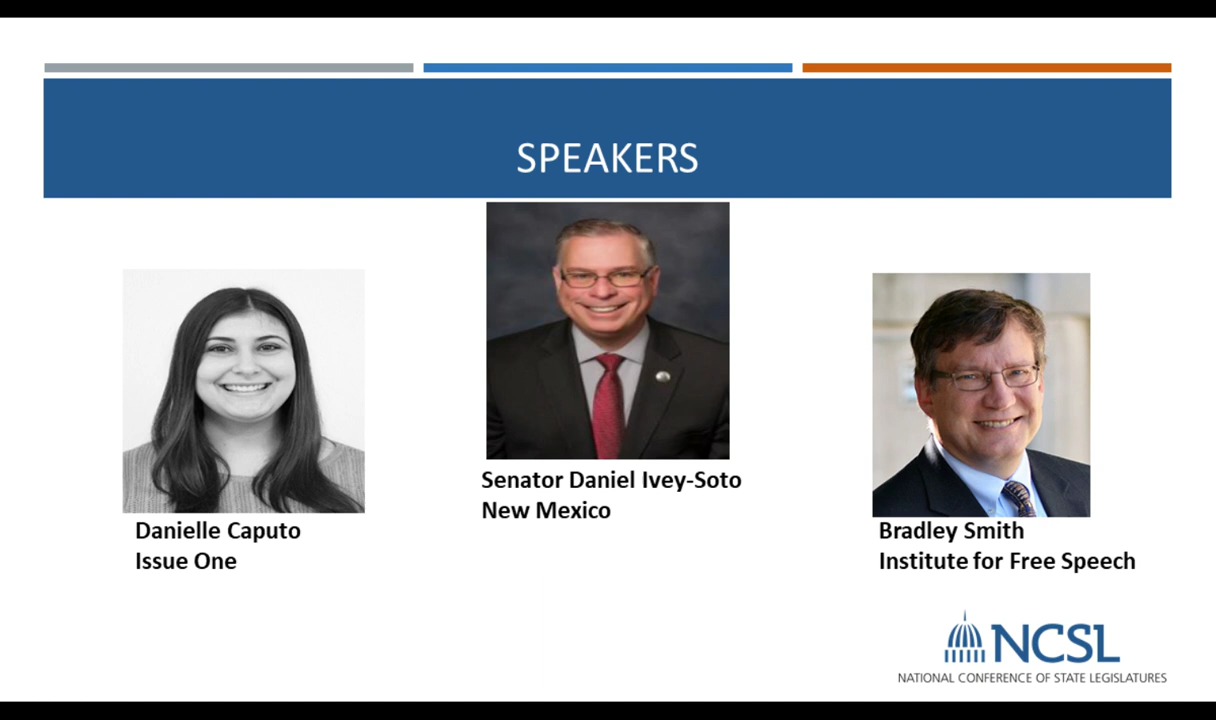 SPEAKERS
Danielle Caputo
Issue One
Senator Daniel Ivey-Soto
New Mexico
Bradley Smith
Institute for Free Speech
NCSL
NATIONAL CONFERENCE OF STATE LEGISLATURES